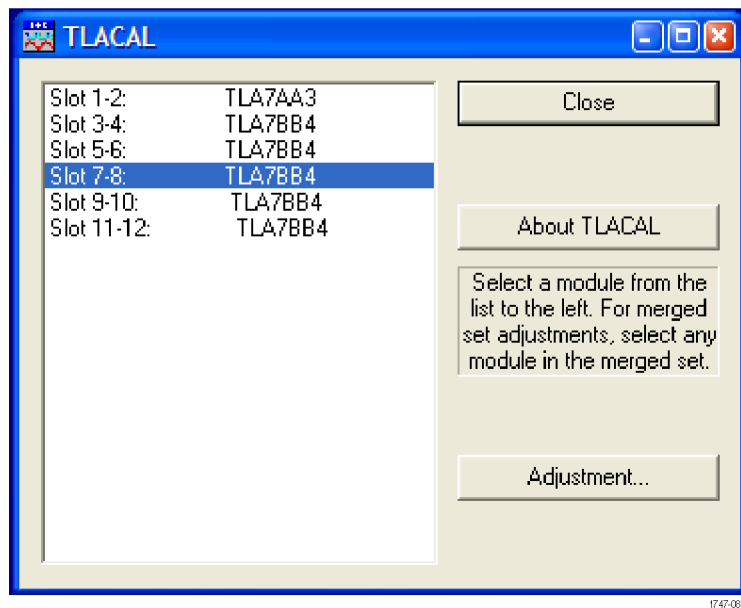 TLACAL
Slot 1-2: TLA7AA3
Slot 3-4: TLA7BB4
Slot 5-6: TLA7BB4
Slot 7-8: TLA7BB4
Slot 9-10: TLA7BB4
Slot 11-12: TLA7BB4
Close
About TLACAL
Select a module from the
list to the left. For merged
set adjustments, select any
module in the merged set.
Adjustment...
1747-08